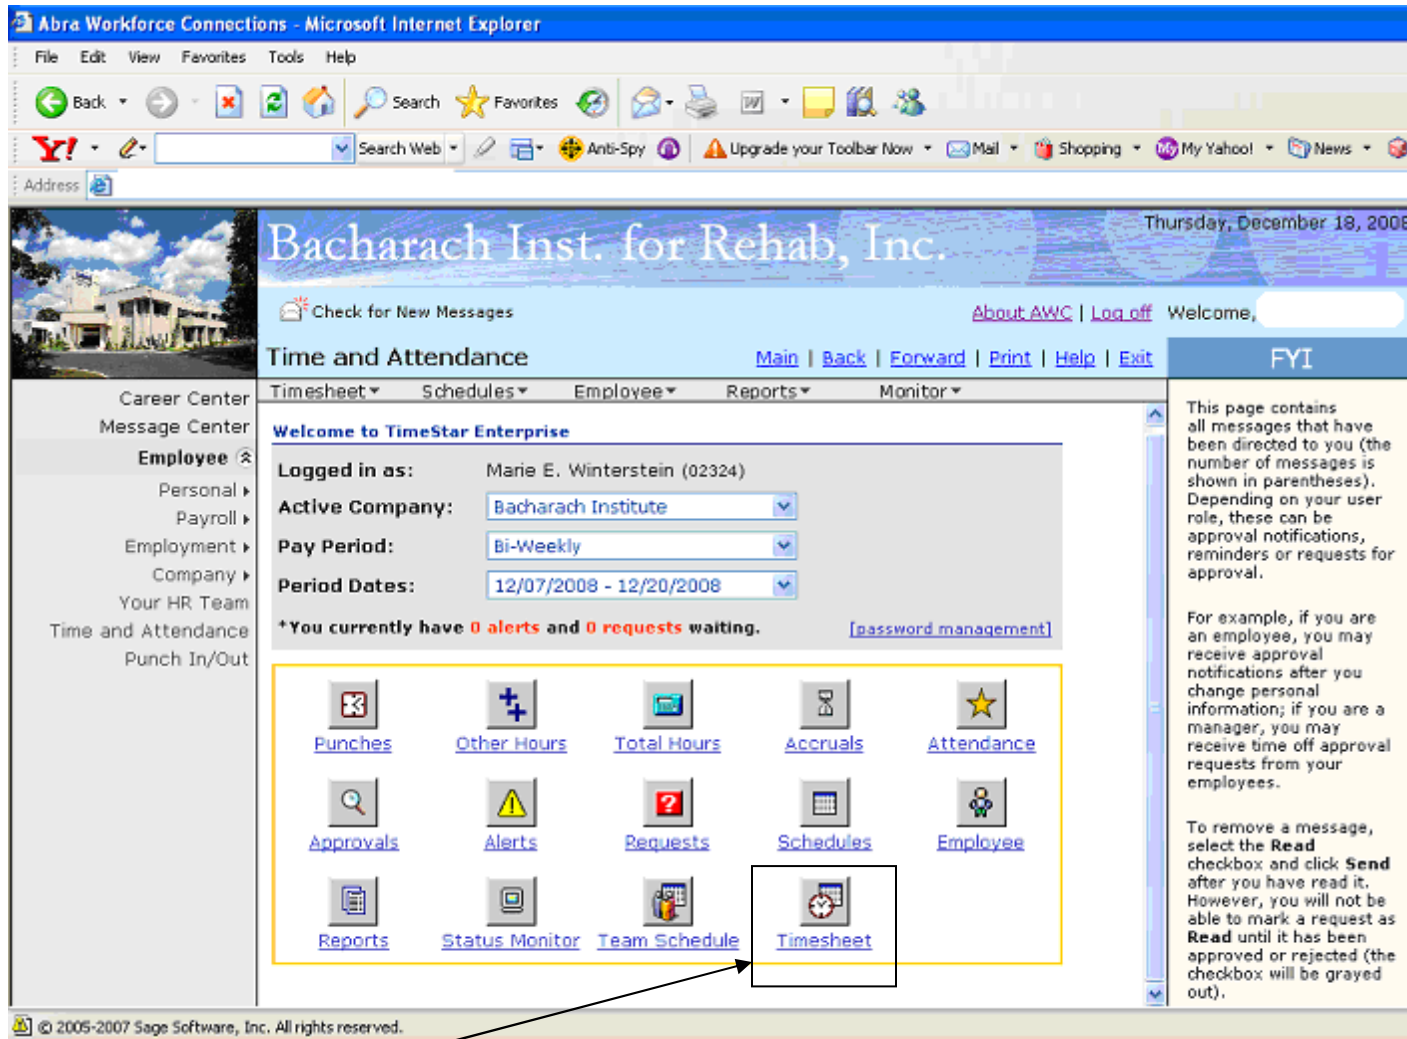 Abra Workforce Connections - Microsoft Internet Explorer
File Edit View Favorites Tools Help
Back Search Favorites
Y! Search Web Anti-Spy Upgrade your Toolbar Now Mail Shopping My Yahoo! News
Address
Bacharach Inst. for Rehab, Inc.
Thursday, December 18, 2008
Check for New Messages
About AWC | Log off Welcome,
Time and Attendance
Main | Back | Forward | Print | Help | Exit
FYI
Career Center
Message Center
Employee
Personal
Payroll
Employment
Company
Your HR Team
Time and Attendance
Punch In/Out
Timesheet Schedules Employee Reports Monitor
Welcome to TimeStar Enterprise
Logged in as: Marie E. Winterstein (02324)
Active Company: Bacharach Institute
Pay Period: Bi-Weekly
Period Dates: 12/07/2008 - 12/20/2008
*You currently have 0 alerts and 0 requests waiting. [password management]
Punches Other Hours Total Hours Accruals Attendance
Approvals Alerts Requests Schedules Employee
Reports Status Monitor Team Schedule Timesheet
This page contains
all messages that have
been directed to you (the
number of messages is
shown in parentheses).
Depending on your user
role, these can be
approval notifications,
reminders or requests for
approval.
For example, if you are
an employee, you may
receive approval
notifications after you
change personal
information; if you are a
manager, you may
receive time off approval
requests from your
employees.
To remove a message,
select the Read
checkbox and click Send
after you have read it.
However, you will not be
able to mark a request as
Read until it has been
approved or rejected (the
checkbox will be grayed
out).
© 2005-2007 Sage Software, Inc. All rights reserved.